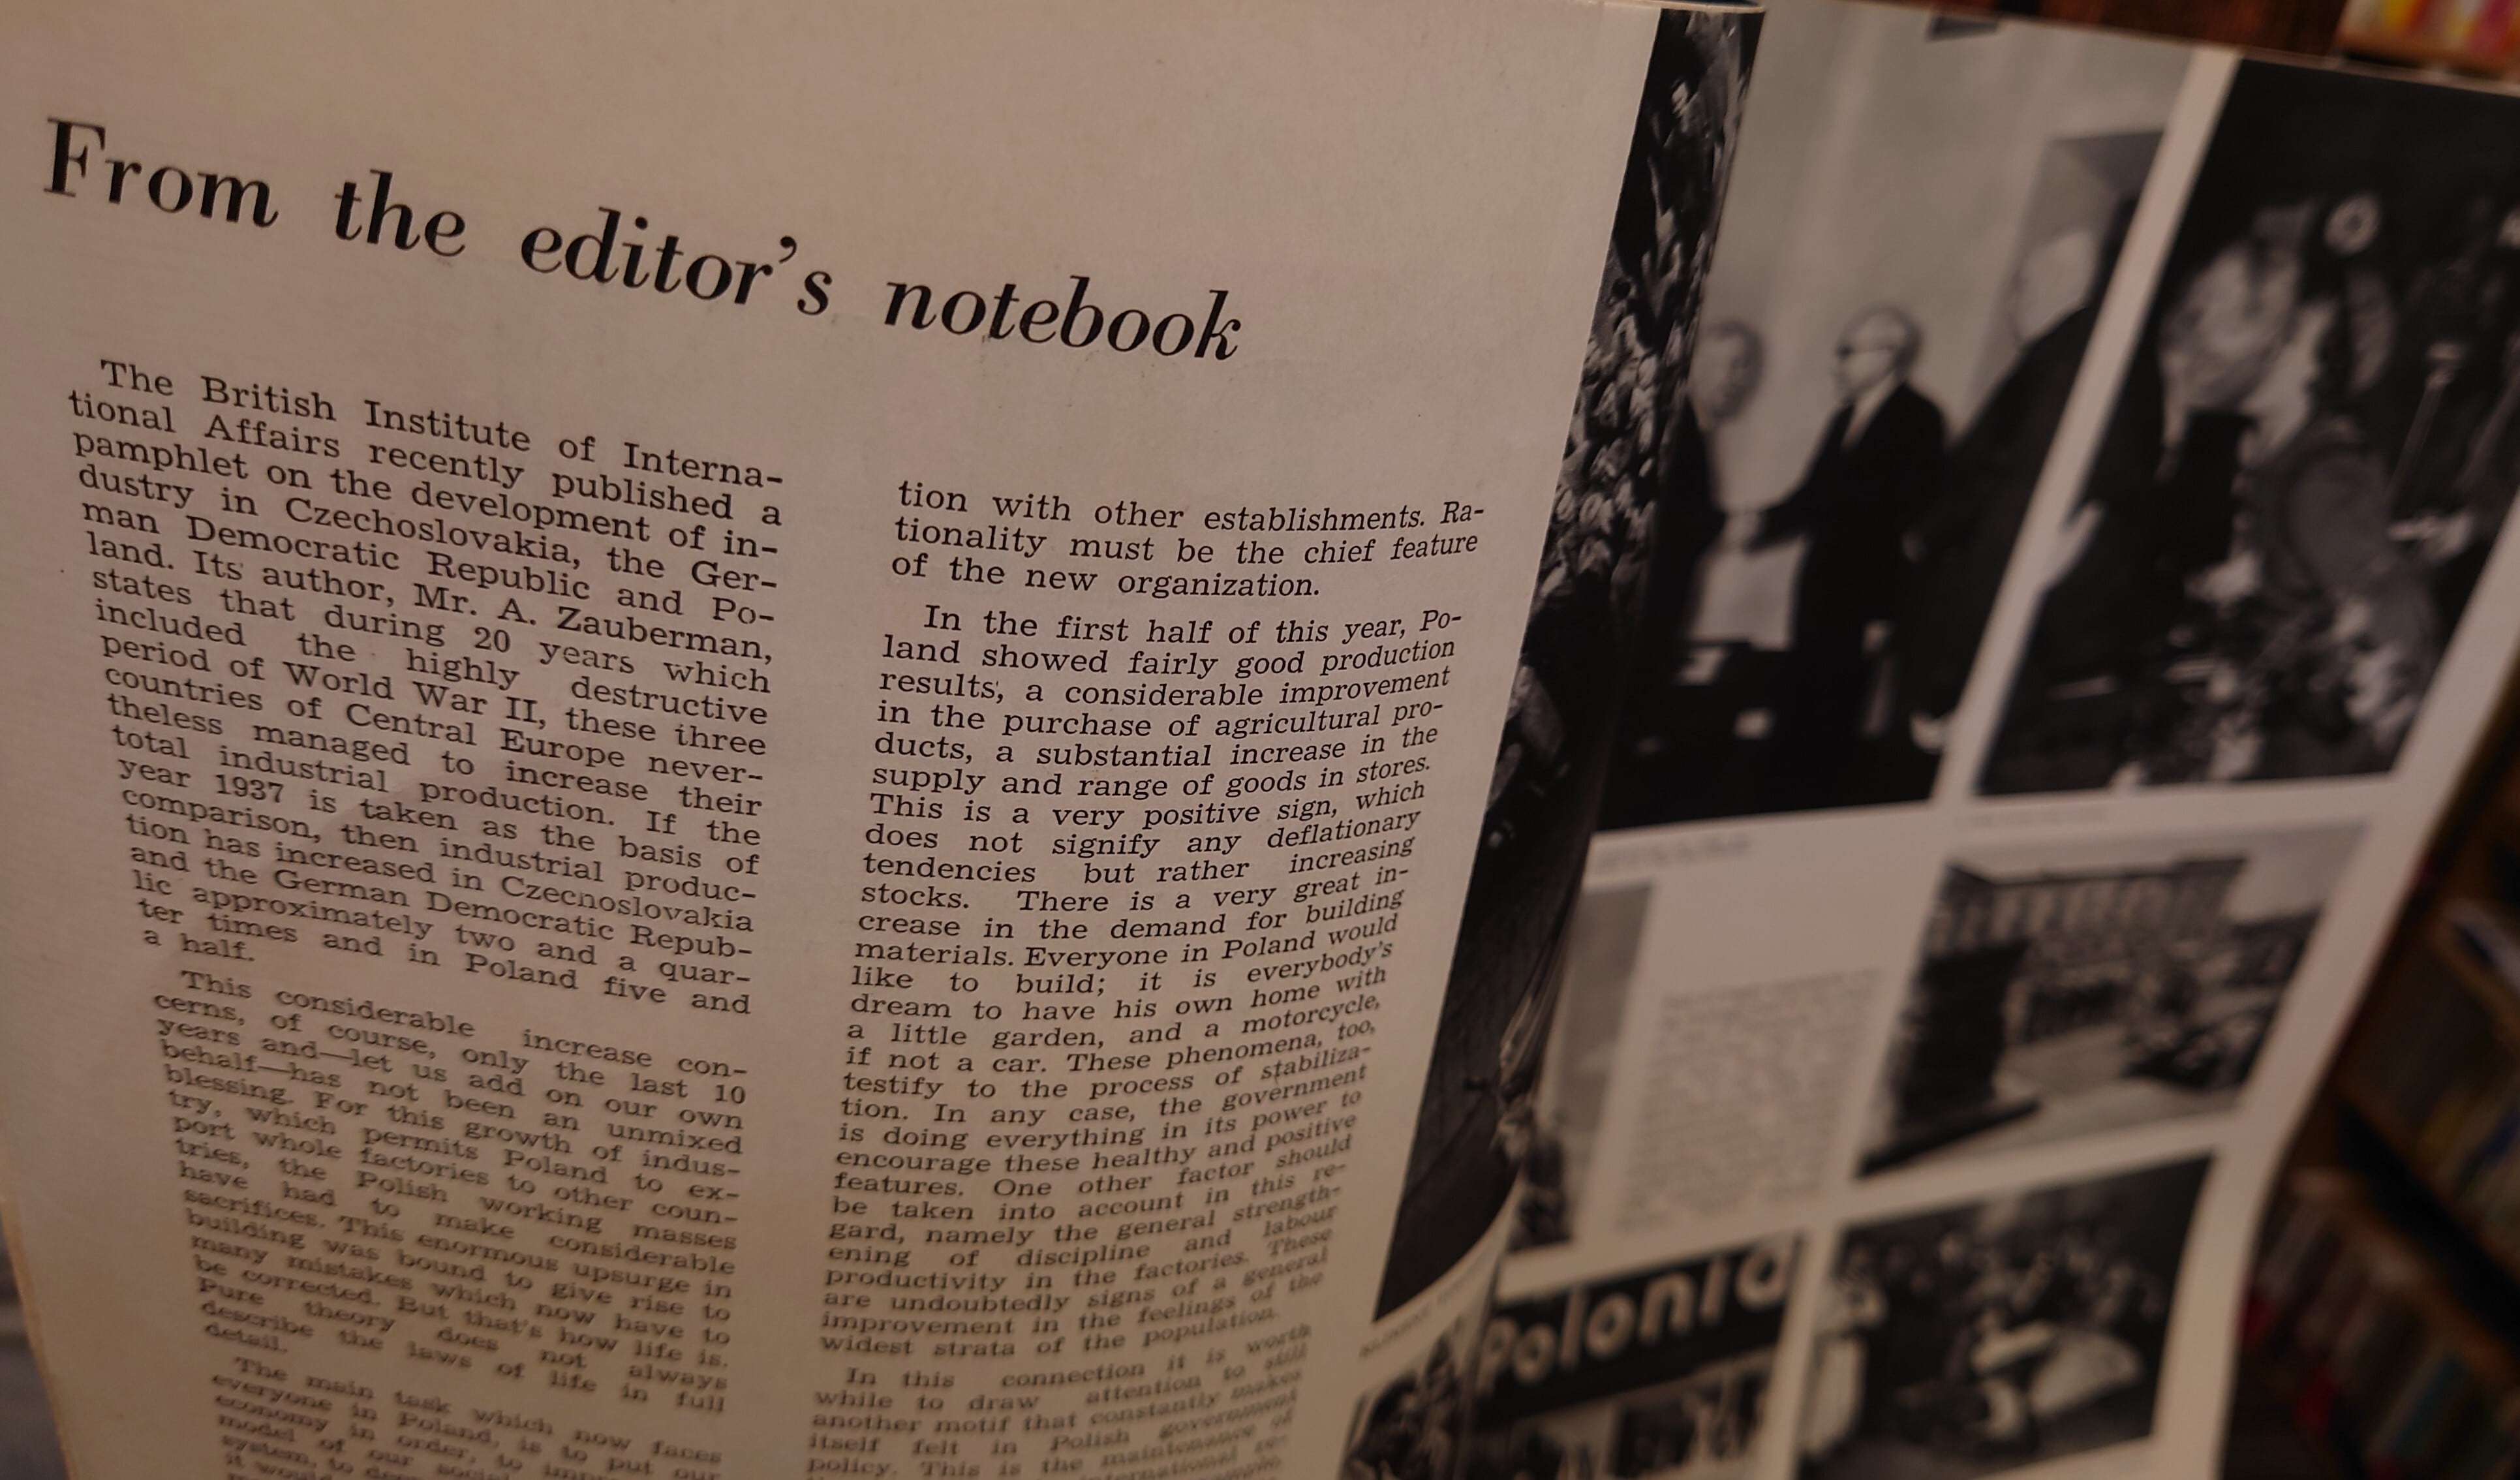 From the editor's notebook
The British Institute of Interna-
tional Affairs recently published a
pamphlet on the development of in-
dustry in Czechoslovakia, the Ger-
man Democratic Republic and Po-
land. Its author, Mr. A. Zauberman,
states that during 20 years which
included the highly destructive
period of World War II, these three
countries of Central Europe never-
theless managed to increase their
total industrial production. If the
year 1937 is taken as the basis of
comparison, then industrial produc-
tion has increased in Czecnoslovakia
and the German Democratic Repub-
lic approximately two and a quar-
ter times and in Poland five and
a half.
This considerable increase con-
cerns, of course, only the last 10
years and—let us add on our own
behalf—has not been an unmixed
blessing. For this growth of indus-
try, which permits Poland to ex-
port whole factories to other coun-
tries, the Polish working masses
have had to make considerable
sacrifices. This enormous upsurge in
building was bound to give rise to
many mistakes which now have to
be corrected. But that's how life is.
Pure theory does not always
describe the laws of life in full
detail.
The main task which now faces
everyone in Poland, is to put our
economy in order, to
model of our
system, to
it would
tion with other establishments. Ra-
tionality must be the chief feature
of the new organization.
In the first half of this year, Po-
land showed fairly good production
results, a considerable improvement
in the purchase of agricultural pro-
ducts, a substantial increase in the
supply and range of goods in stores.
This is a very positive sign, which
does not signify any deflationary
tendencies but rather increasing
stocks. There is a very great in-
crease in the demand for building
materials. Everyone in Poland would
like to build; it is everybody's
dream to have his own home with
a little garden, and a motorcycle,
if not a car. These phenomena, too,
testify to the process of stabiliza-
tion. In any case, the government
is doing everything in its power to
encourage these healthy and positive
features. One other factor should
be taken into account in this re-
gard, namely the general strength-
ening of discipline and labour
productivity in the factories. These
are undoubtedly signs of a general
improvement in the feelings of the
widest strata of the population.
In this connection it is worth
while to draw attention to still
another motif that constantly makes
itself felt in Polish government
policy. This is the maintenance of
international
Polonia